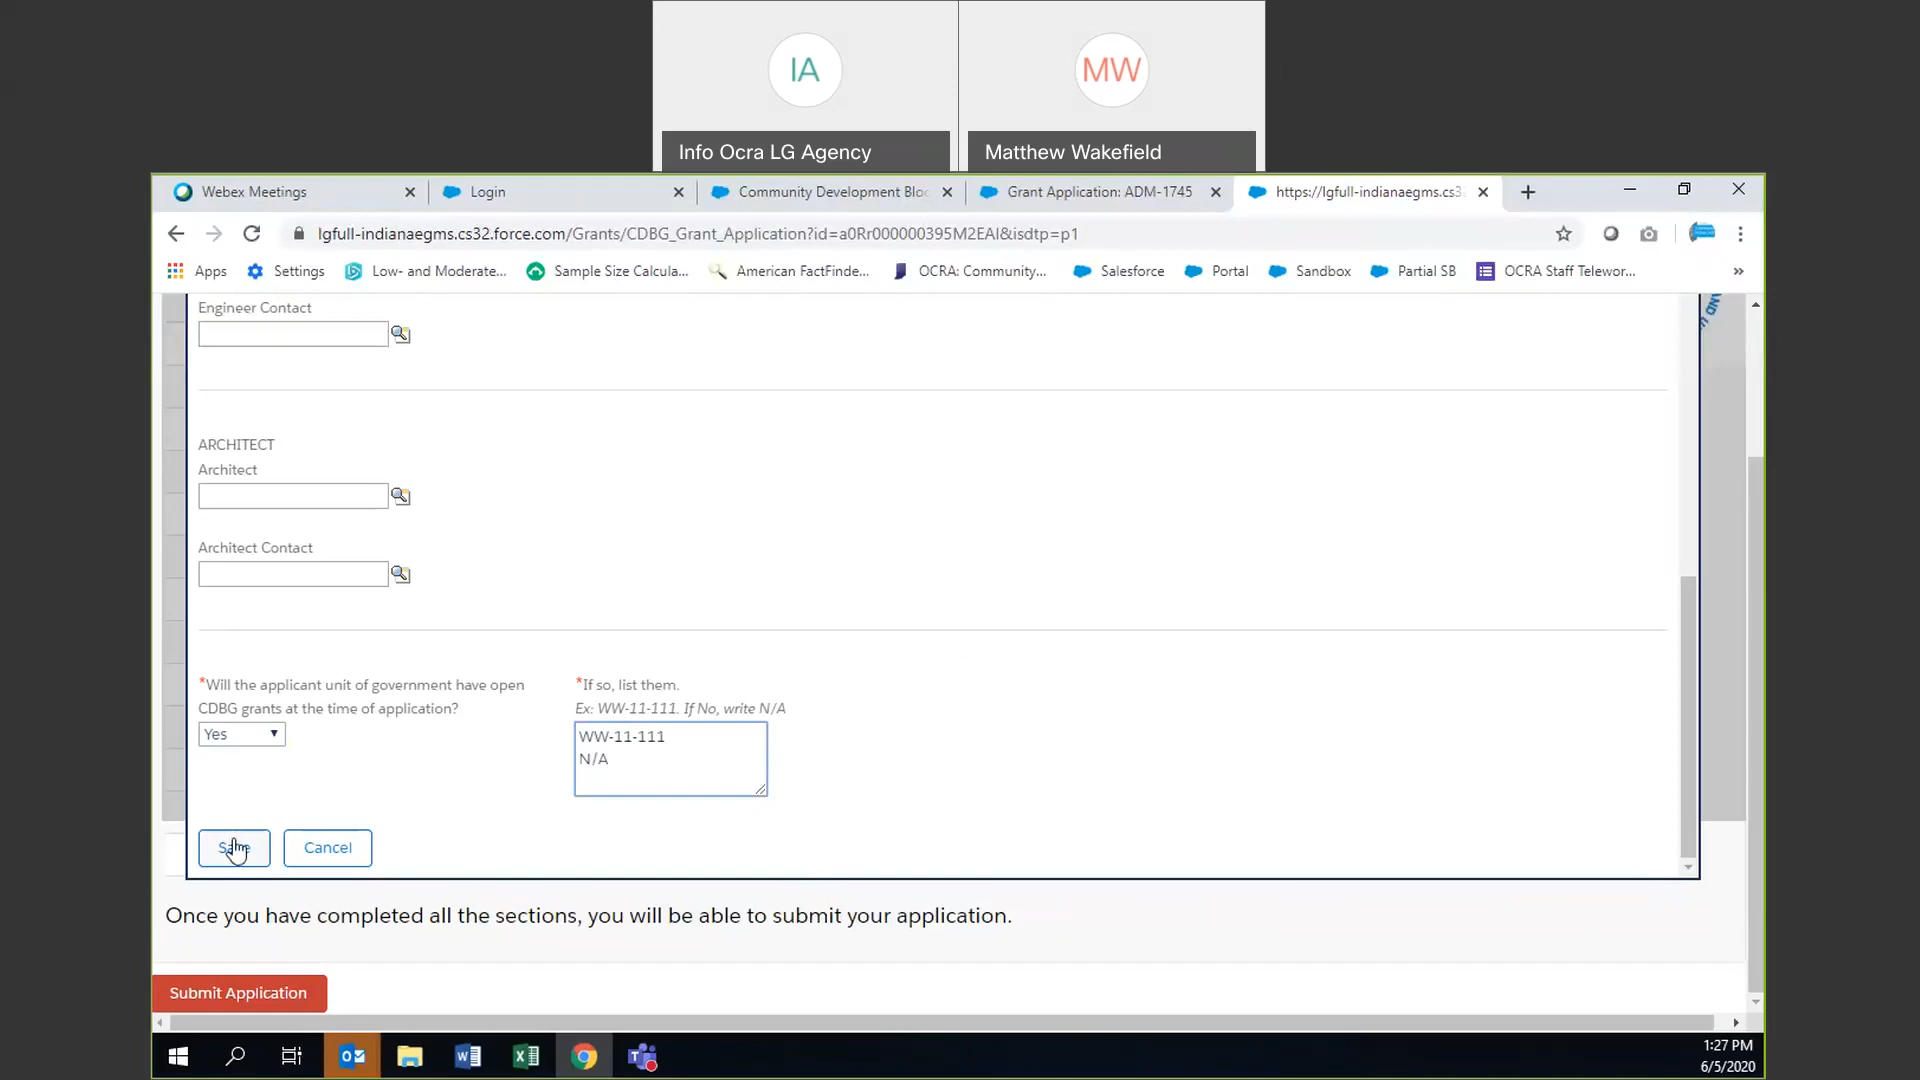 IA
MW
Info Ocra LG Agency
Matthew Wakefield
Webex Meetings
Login
Community Development Bloc
Grant Application: ADM-1745
https://lgfull-indianaegms.cs32
lgfull-indianaegms.cs32.force.com/Grants/CDBG_Grant_Application?id=a0Rr000000395M2EAI&isdtp=p1
Apps
Settings
Low- and Moderate...
Sample Size Calcula...
American FactFinde...
OCRA: Community...
Salesforce
Portal
Sandbox
Partial SB
OCRA Staff Telewor...
»
Engineer Contact
ARCHITECT
Architect
Architect Contact
*Will the applicant unit of government have open
CDBG grants at the time of application?
Yes
*If so, list them.
Ex: WW-11-111. If No, write N/A
WW-11-111
N/A
Save
Cancel
Once you have completed all the sections, you will be able to submit your application.
Submit Application
1:27 PM
6/5/2020